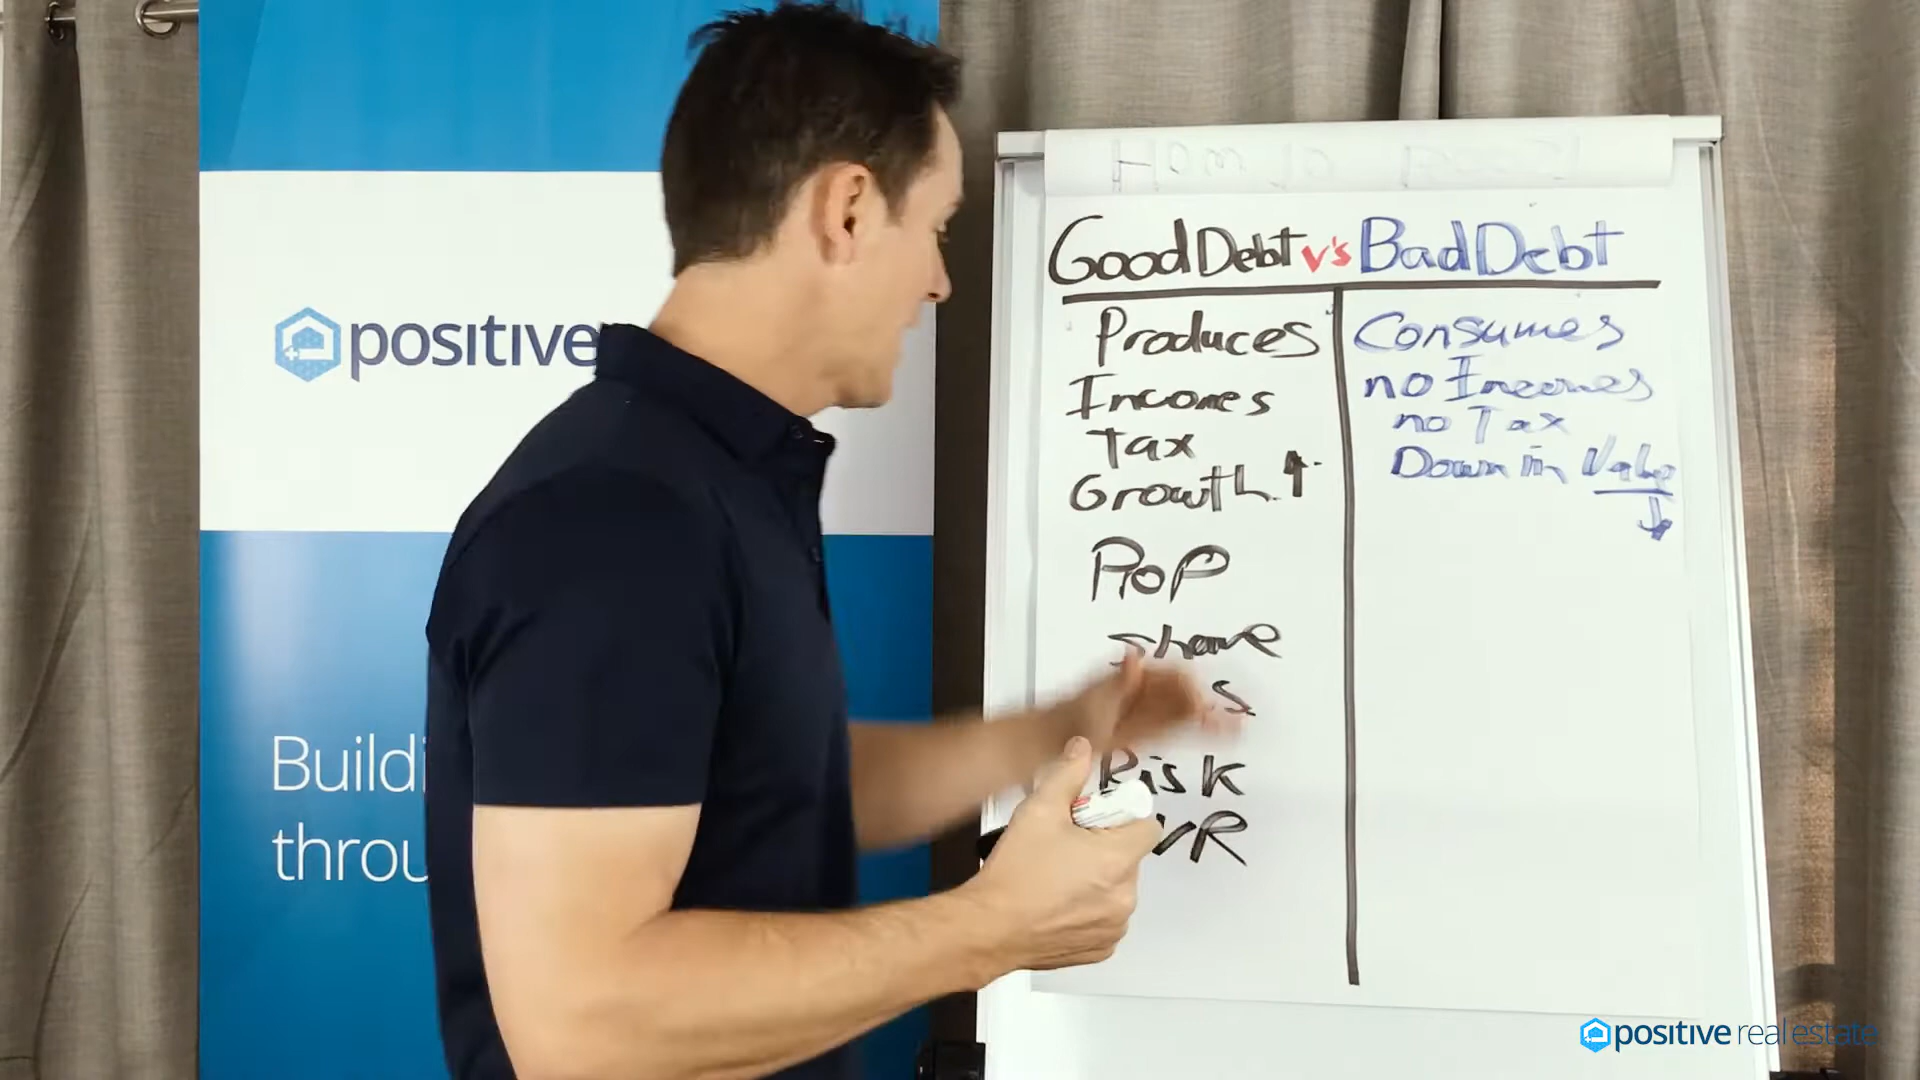 positive
Buildi
throu
Good Debt v's Bad Debt
Produces
Incomes
Tax
Growth
Prop
Share
s
Risk
VR
Consumes
no Incomes
no Tax
Down in Value
positive real estate